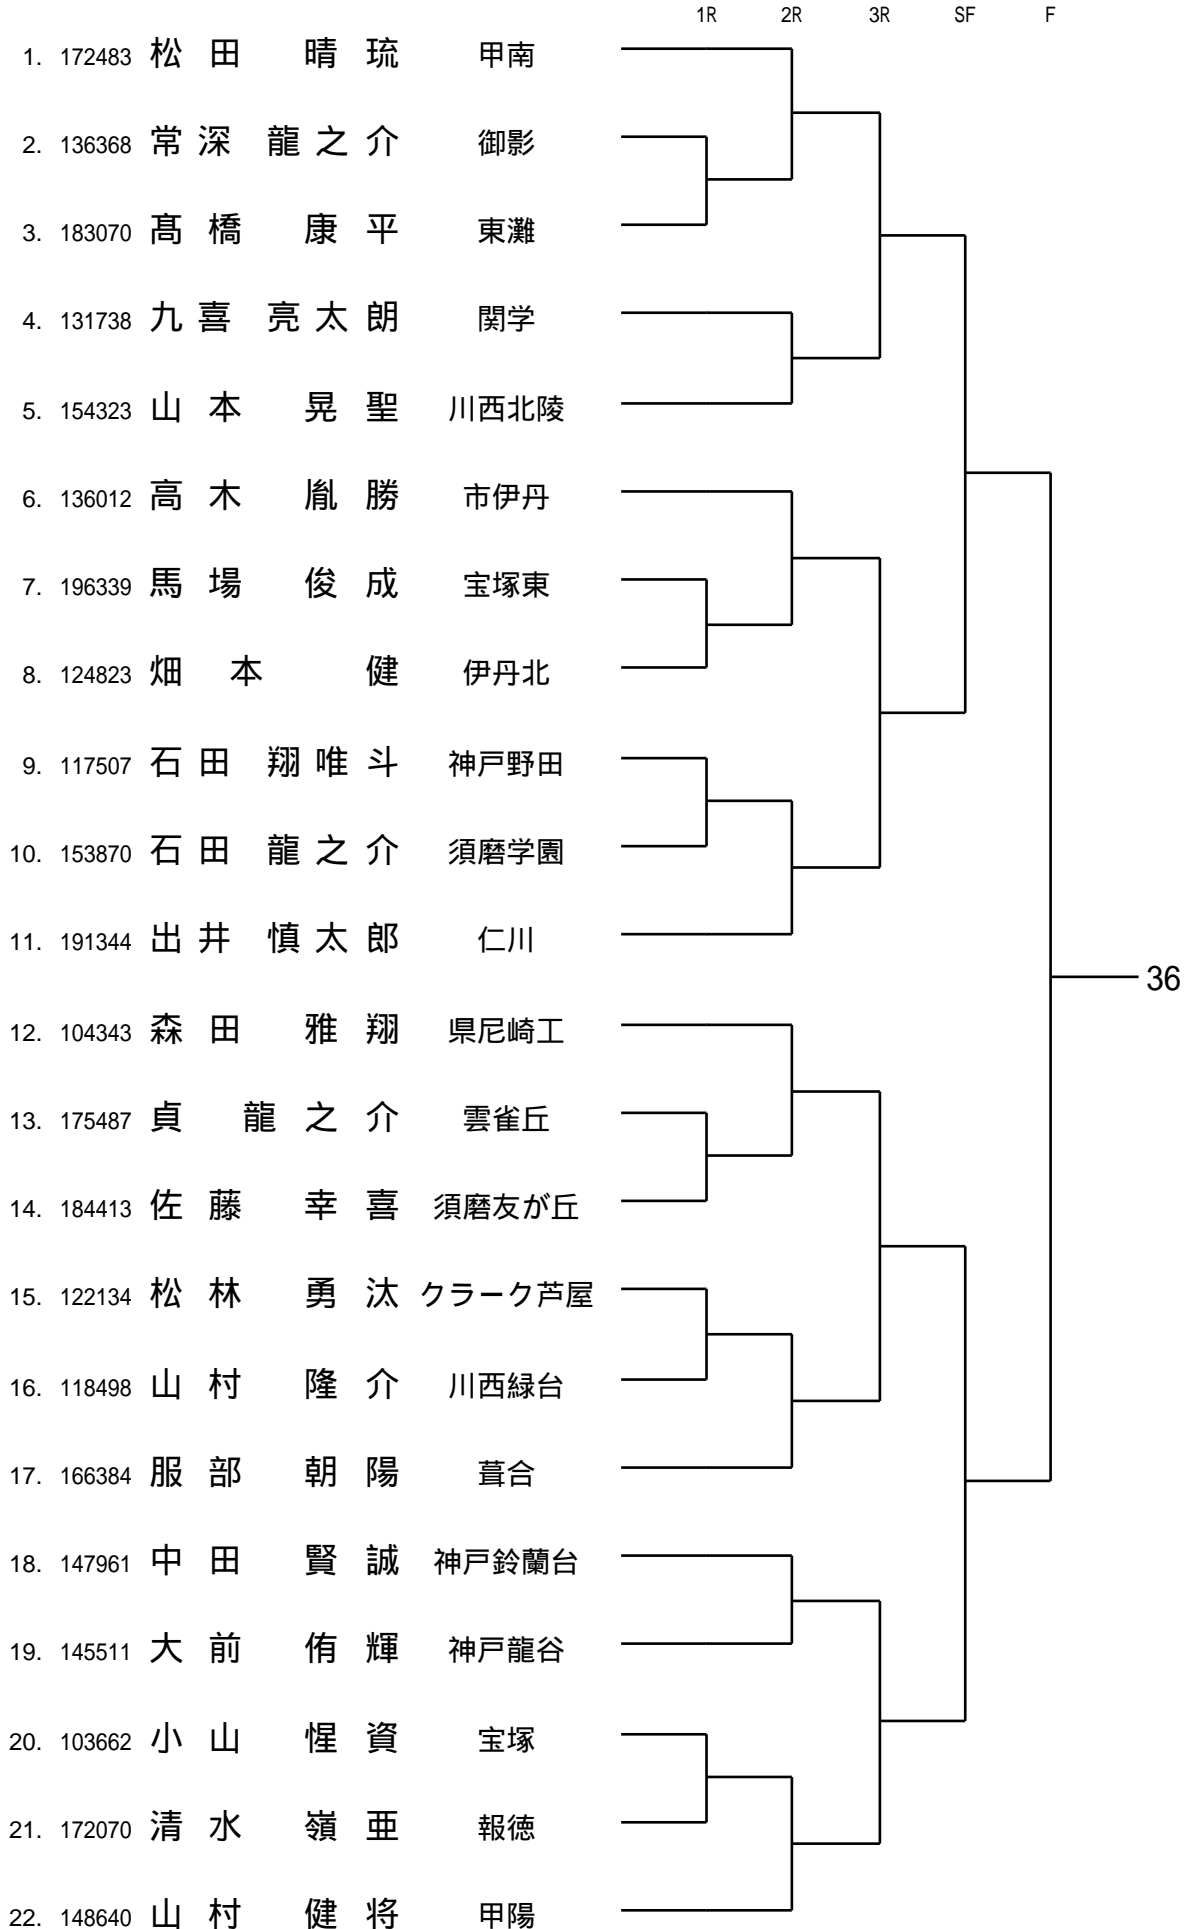 1R 2R 3R SF F
1. 172483 松田 晴琉 甲南
2. 136368 常深 龍之介 御影
3. 183070 髙橋 康平 東灘
4. 131738 九喜 亮太朗 関学
5. 154323 山本 晃聖 川西北陵
6. 136012 高木 胤勝 市伊丹
7. 196339 馬場 俊成 宝塚東
8. 124823 畑本 健 伊丹北
9. 117507 石田 翔唯斗 神戸野田
10. 153870 石田 龍之介 須磨学園
11. 191344 出井 慎太郎 仁川
36
12. 104343 森田 雅翔 県尼崎工
13. 175487 貞 龍之介 雲雀丘
14. 184413 佐藤 幸喜 須磨友が丘
15. 122134 松林 勇汰 クラーク芦屋
16. 118498 山村 隆介 川西緑台
17. 166384 服部 朝陽 葺合
18. 147961 中田 賢誠 神戸鈴蘭台
19. 145511 大前 侑輝 神戸龍谷
20. 103662 小山 惺資 宝塚
21. 172070 清水 嶺亜 報徳
22. 148640 山村 健将 甲陽